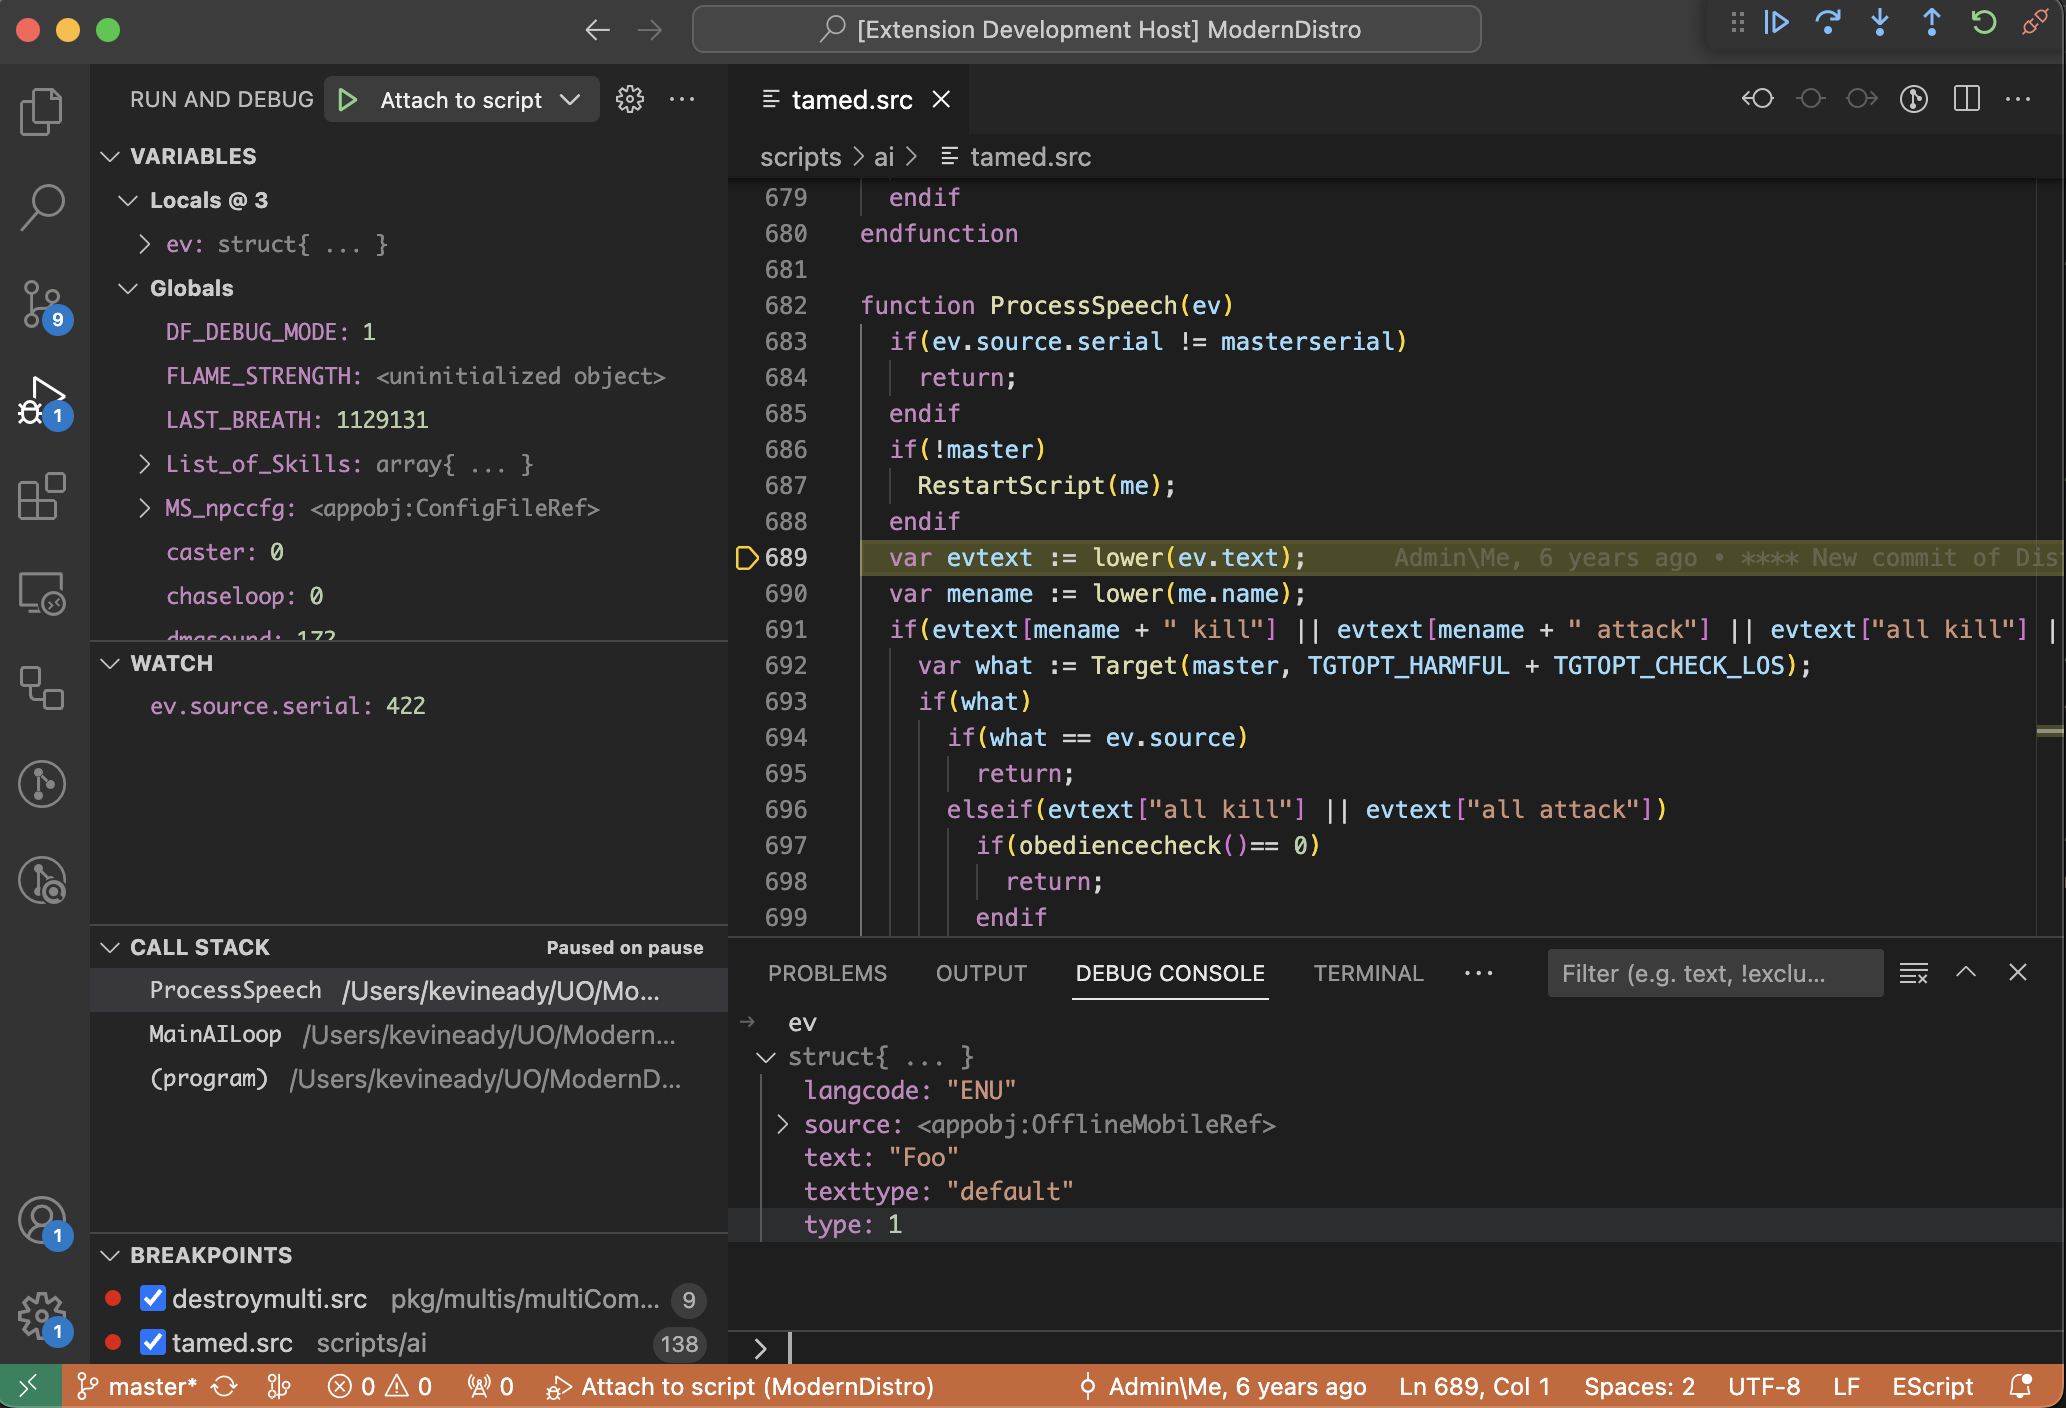 [Extension Development Host] ModernDistro
RUN AND DEBUG Attach to script
VARIABLES
Locals @ 3
ev: struct{ ... }
Globals
DF_DEBUG_MODE: 1
FLAME_STRENGTH: <uninitialized object>
LAST_BREATH: 1129131
List_of_Skills: array{ ... }
MS_npccfg: <appobj:ConfigFileRef>
caster: 0
chaseloop: 0
dmgsound: 172
WATCH
ev.source.serial: 422
CALL STACK Paused on pause
ProcessSpeech /Users/kevineady/UO/Mo...
MainAILoop /Users/kevineady/UO/Modern...
(program) /Users/kevineady/UO/ModernD...
BREAKPOINTS
destroymulti.src pkg/multis/multiCom... 9
tamed.src scripts/ai 138
9
1
1
1
tamed.src
scripts > ai > tamed.src
679 endif
680 endfunction
681
682 function ProcessSpeech(ev)
683 if(ev.source.serial != masterserial)
684 return;
685 endif
686 if(!master)
687 RestartScript(me);
688 endif
689 var evtext := lower(ev.text); Admin\Me, 6 years ago • **** New commit of Dis
690 var mename := lower(me.name);
691 if(evtext[mename + " kill"] || evtext[mename + " attack"] || evtext["all kill"] |
692 var what := Target(master, TGTOPT_HARMFUL + TGTOPT_CHECK_LOS);
693 if(what)
694 if(what == ev.source)
695 return;
696 elseif(evtext["all kill"] || evtext["all attack"])
697 if(obediencecheck()== 0)
698 return;
699 endif
PROBLEMS OUTPUT DEBUG CONSOLE TERMINAL ··· Filter (e.g. text, !exclu...
ev
struct{ ... }
langcode: "ENU"
source: <appobj:OfflineMobileRef>
text: "Foo"
texttype: "default"
type: 1
master* 0 0 0 Attach to script (ModernDistro) Admin\Me, 6 years ago Ln 689, Col 1 Spaces: 2 UTF-8 LF EScript